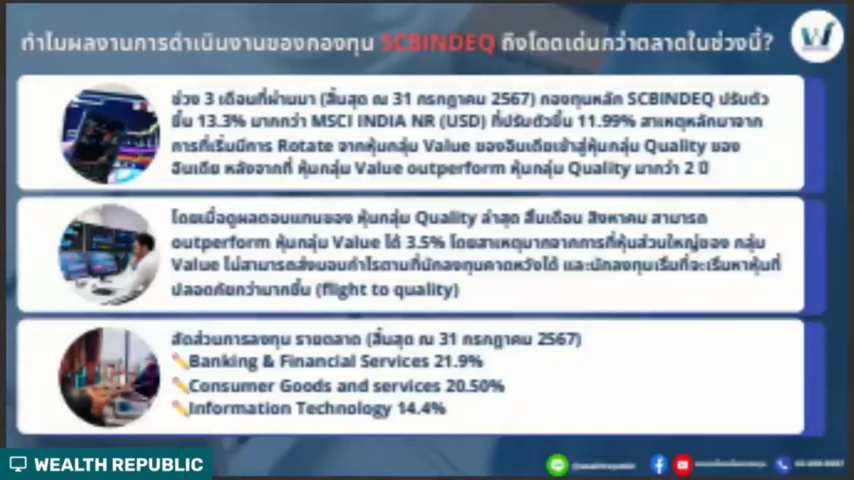 ทำไมผลงานการดำเนินงานของกองทุน SCBINDEQ ถึงโดดเด่นกว่าตลาดในช่วงนี้?
ช่วง 3 เดือนที่ผ่านมา (สิ้นสุด ณ 31 กรกฎาคม 2567) กองทุนหลัก SCBINDEQ ปรับตัว
ขึ้น 13.3% มากกว่า MSCI INDIA NR (USD) ที่ปรับตัวขึ้น 11.99% สาเหตุหลักมาจาก
การที่เริ่มมีการ Rotate จากหุ้นกลุ่ม Value ของอินเดียเข้าสู่หุ้นกลุ่ม Quality ของ
อินเดีย หลังจากที่ หุ้นกลุ่ม Value outperform หุ้นกลุ่ม Quality มากว่า 2 ปี
โดยเมื่อดูผลตอบแทนของ หุ้นกลุ่ม Quality ล่าสุด สิ้นเดือน สิงหาคม สามารถ
outperform หุ้นกลุ่ม Value ได้ 3.5% โดยสาเหตุมากจากการที่หุ้นส่วนใหญ่ของ กลุ่ม
Value ไม่สามารถส่งมอบกำไรตามที่นักลงทุนคาดหวังได้ และนักลงทุนเริ่มที่จะเริ่มหาหุ้นที่
ปลอดภัยกว่ามากขึ้น (flight to quality)
สัดส่วนการลงทุน รายตลาด (สิ้นสุด ณ 31 กรกฎาคม 2567)
Banking & Financial Services 21.9%
Consumer Goods and services 20.50%
Information Technology 14.4%
WEALTH REPUBLIC